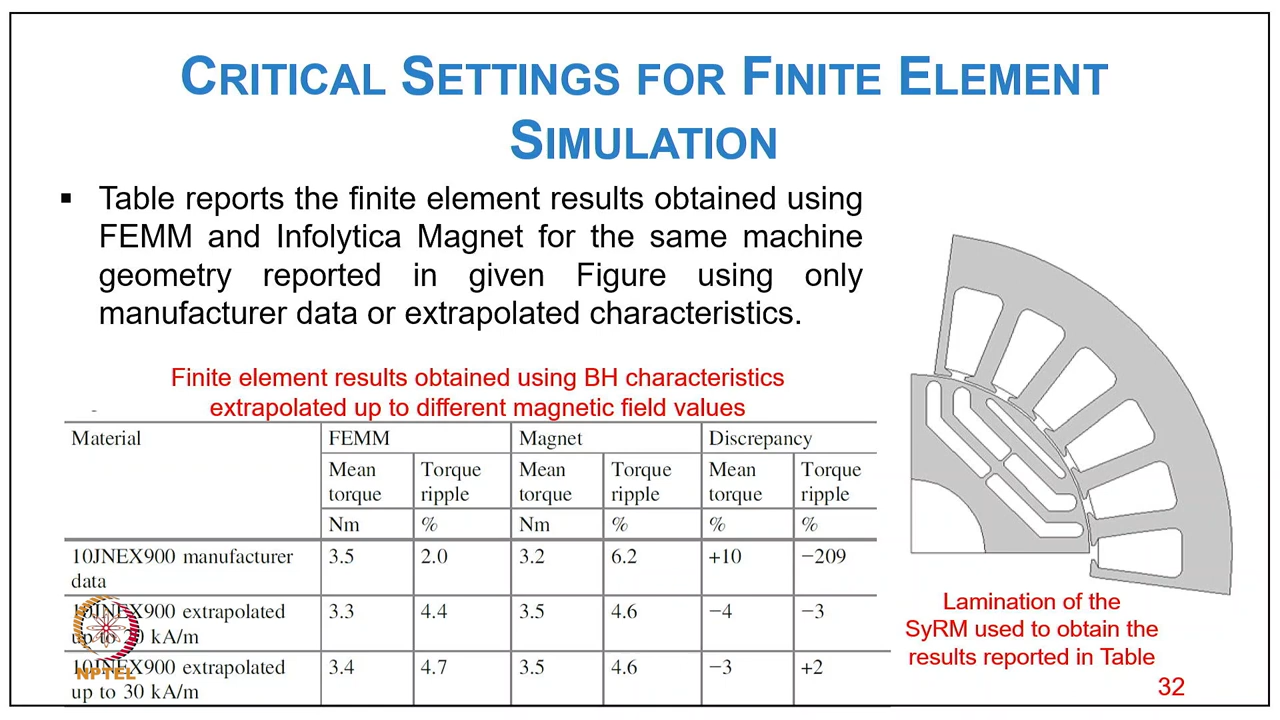 CRITICAL SETTINGS FOR FINITE ELEMENT
SIMULATION
▪ Table reports the finite element results obtained using
FEMM and Infolytica Magnet for the same machine
geometry reported in given Figure using only
manufacturer data or extrapolated characteristics.
Finite element results obtained using BH characteristics
extrapolated up to different magnetic field values
Material FEMM Magnet Discrepancy
Mean torque Torque ripple Mean torque Torque ripple Mean torque Torque ripple
Nm % Nm % % %
10JNEX900 manufacturer data 3.5 2.0 3.2 6.2 +10 −209
10JNEX900 extrapolated up to 20 kA/m 3.3 4.4 3.5 4.6 −4 −3
10JNEX900 extrapolated up to 30 kA/m 3.4 4.7 3.5 4.6 −3 +2
NPTEL
Lamination of the
SyRM used to obtain the
results reported in Table
32